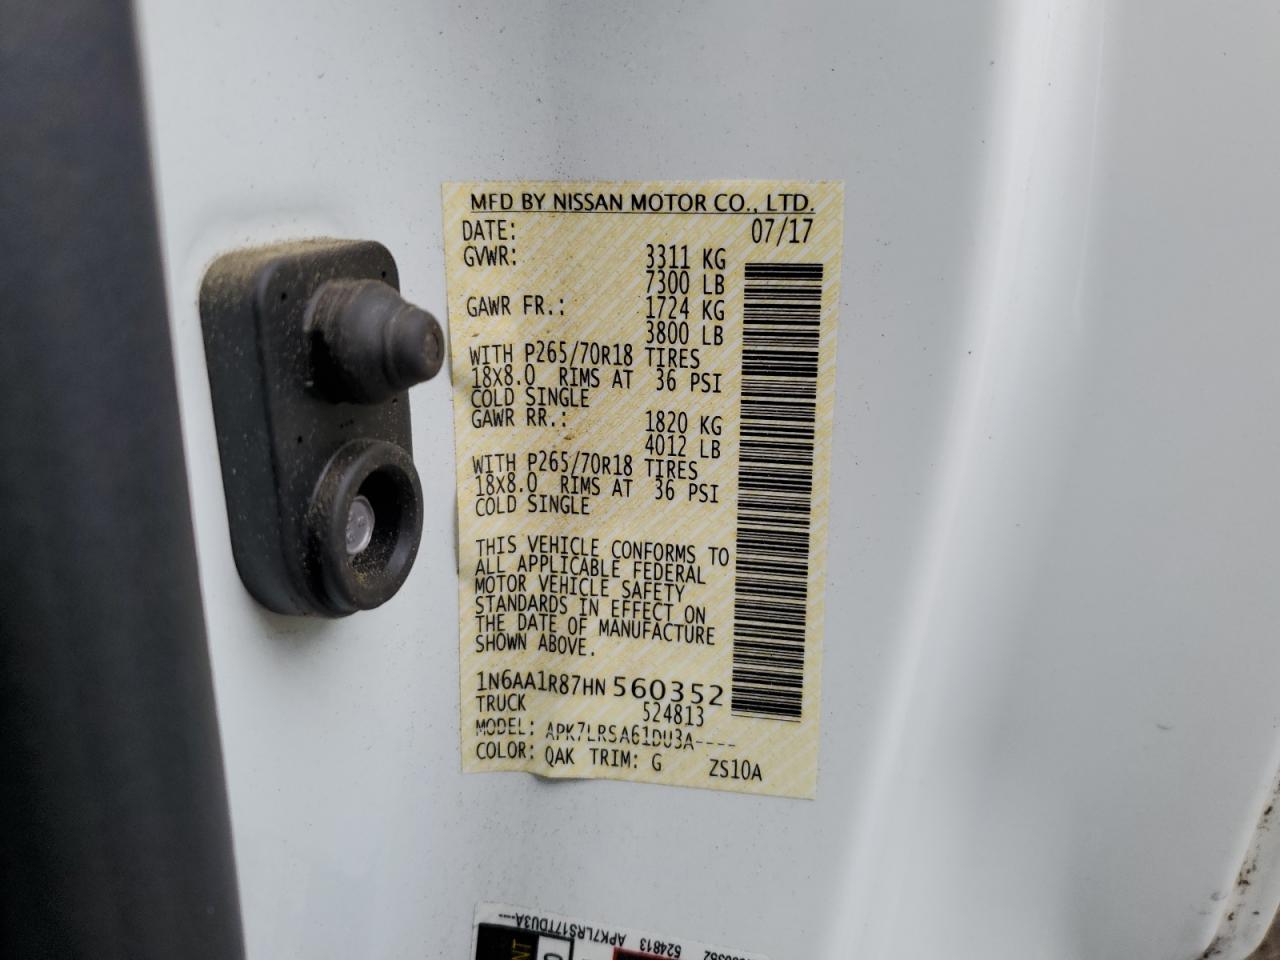 MFD BY NISSAN MOTOR CO., LTD.
DATE: 07/17
GVWR: 3311 KG
7300 LB
GAWR FR.: 1724 KG
3800 LB
WITH P265/70R18 TIRES
18X8.0 RIMS AT 36 PSI
COLD SINGLE
GAWR RR.: 1820 KG
4012 LB
WITH P265/70R18 TIRES
18X8.0 RIMS AT 36 PSI
COLD SINGLE
THIS VEHICLE CONFORMS TO
ALL APPLICABLE FEDERAL
MOTOR VEHICLE SAFETY
STANDARDS IN EFFECT ON
THE DATE OF MANUFACTURE
SHOWN ABOVE.
1N6AA1R87HN 560352
TRUCK 524813
MODEL: APK7LRSA61DU3A----
COLOR: QAK TRIM: G ZS10A
524813 APK7LRS17TDU3A----